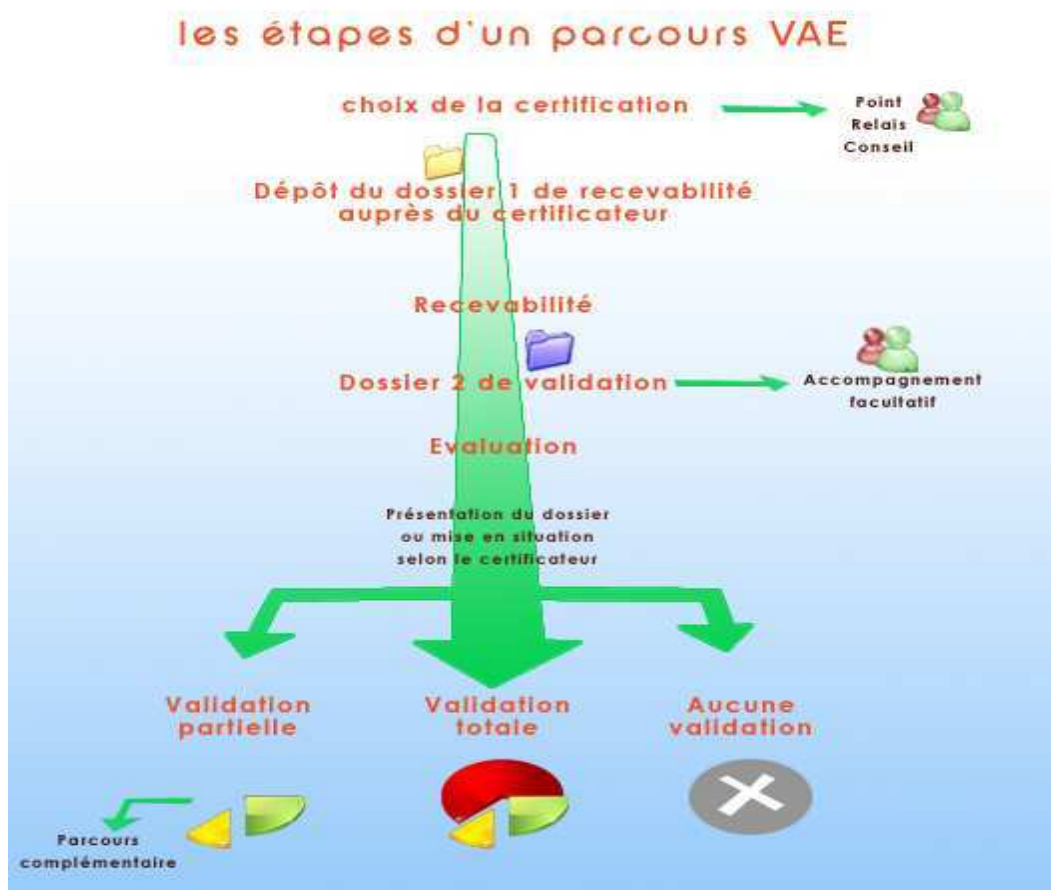 les étapes d'un parcours VAE
choix de la certification
Point
Relais
Conseil
Dépôt du dossier 1 de recevabilité
auprès du certificateur
Recevabilité
Dossier 2 de validation
Accompagnement
facultatif
Evaluation
Présentation du dossier
ou mise en situation
selon le certificateur
Validation
partielle
Validation
totale
Aucune
validation
Parcours
complémentaire